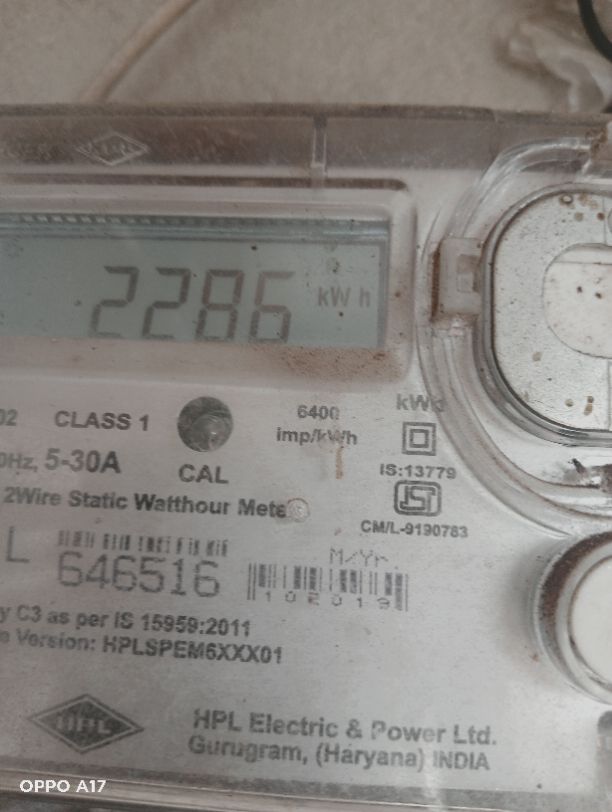 HPL
2286 kWh
02 CLASS 1
6400
imp/kWh
kWh
0Hz, 5-30A
CAL
IS:13779
2Wire Static Watthour Mete
CM/L-9190783
L 646516
M/Yr.
102019
y C3 as per IS 15959:2011
e Version: HPLSPEM6XXX01
HPL
HPL Electric & Power Ltd.
Gurugram, (Haryana) INDIA
OPPO A17